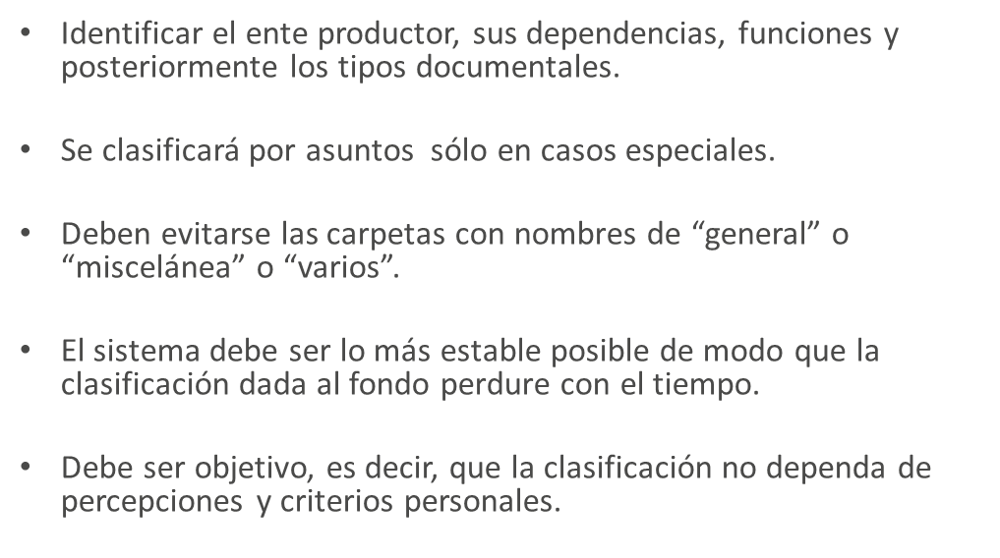 • Identificar el ente productor, sus dependencias, funciones y
posteriormente los tipos documentales.
• Se clasificará por asuntos sólo en casos especiales.
• Deben evitarse las carpetas con nombres de “general” o
“miscelánea” o “varios”.
• El sistema debe ser lo más estable posible de modo que la
clasificación dada al fondo perdure con el tiempo.
• Debe ser objetivo, es decir, que la clasificación no dependa de
percepciones y criterios personales.